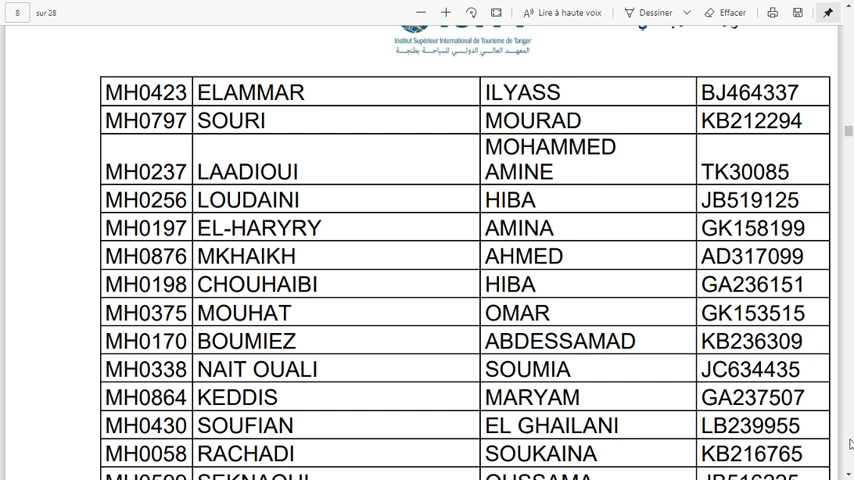 8 sur 28 Lire à haute voix Dessiner Effacer
Institut Supérieur International de Tourisme de Tanger
المعهد العالي الدولي للسياحة بطنجة
MH0423 ELAMMAR ILYASS BJ464337
MH0797 SOURI MOURAD KB212294
MH0237 LAADIOUI MOHAMMED AMINE TK30085
MH0256 LOUDAINI HIBA JB519125
MH0197 EL-HARYRY AMINA GK158199
MH0876 MKHAIKH AHMED AD317099
MH0198 CHOUHAIBI HIBA GA236151
MH0375 MOUHAT OMAR GK153515
MH0170 BOUMIEZ ABDESSAMAD KB236309
MH0338 NAIT OUALI SOUMIA JC634435
MH0864 KEDDIS MARYAM GA237507
MH0430 SOUFIAN EL GHAILANI LB239955
MH0058 RACHADI SOUKAINA KB216765
SEKNAOUI OUSSAMA